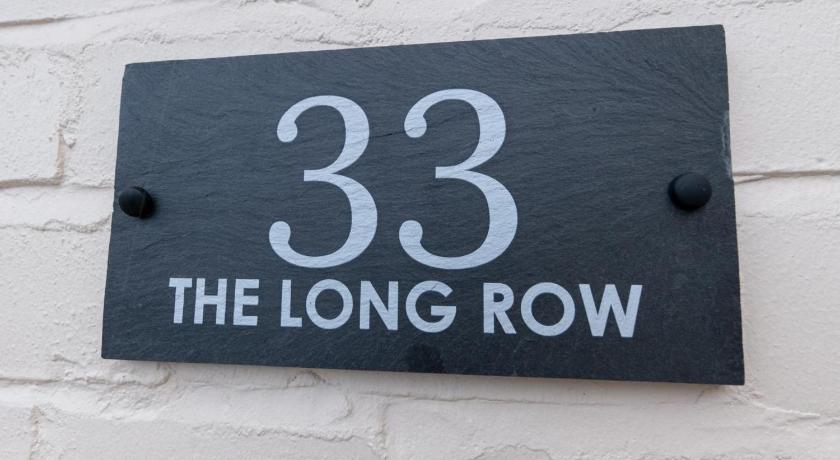 33
THE LONG ROW